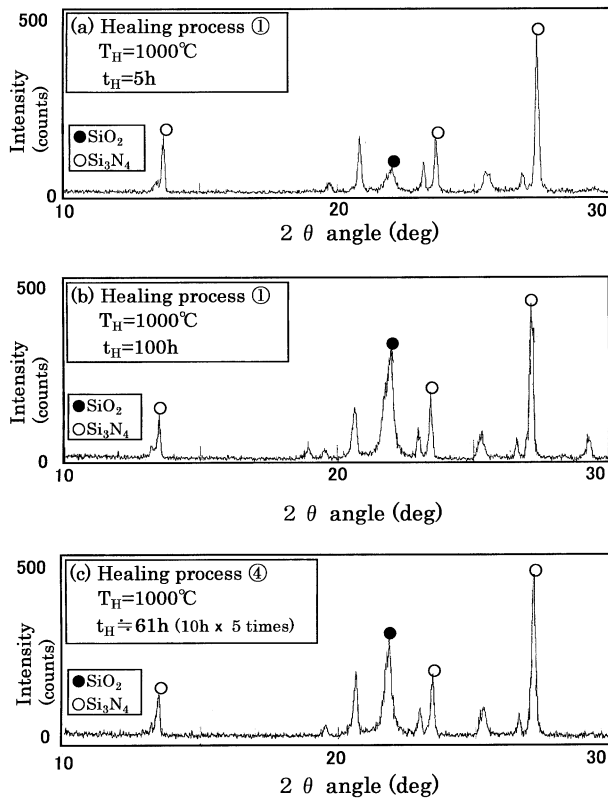 500
(a) Healing process ①
T_H=1000℃
t_H=5h
●SiO₂
○Si₃N₄
Intensity
(counts)
0
10 20 30
2 θ angle (deg)
500
(b) Healing process ①
T_H=1000℃
t_H=100h
●SiO₂
○Si₃N₄
Intensity
(counts)
0
10 20 30
2 θ angle (deg)
500
(c) Healing process ④
T_H=1000℃
t_H≒61h (10h x 5 times)
●SiO₂
○Si₃N₄
Intensity
(counts)
0
10 20 30
2 θ angle (deg)